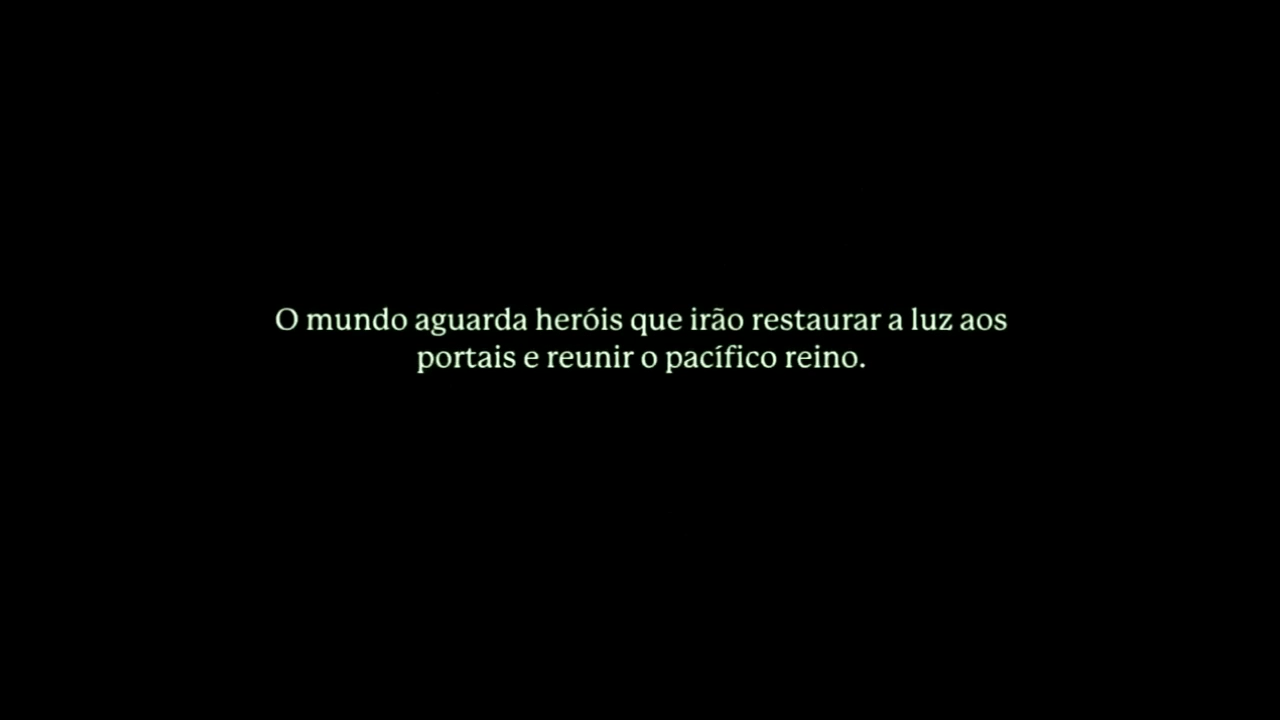 O mundo aguarda heróis que irão restaurar a luz aos
portais e reunir o pacífico reino.